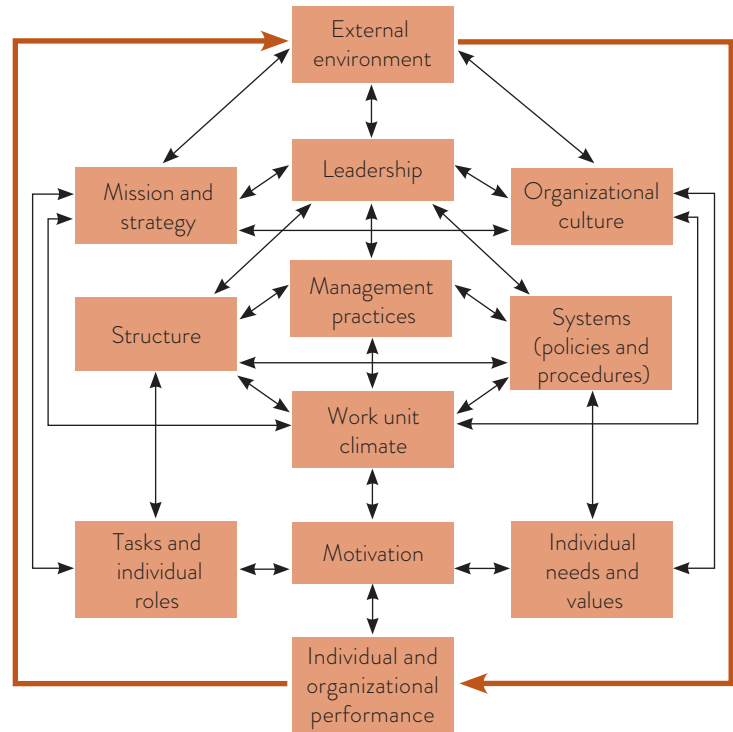 External
environment
Leadership
Mission and
strategy
Organizational
culture
Management
practices
Structure
Systems
(policies and
procedures)
Work unit
climate
Tasks and
individual
roles
Motivation
Individual
needs and
values
Individual and
organizational
performance